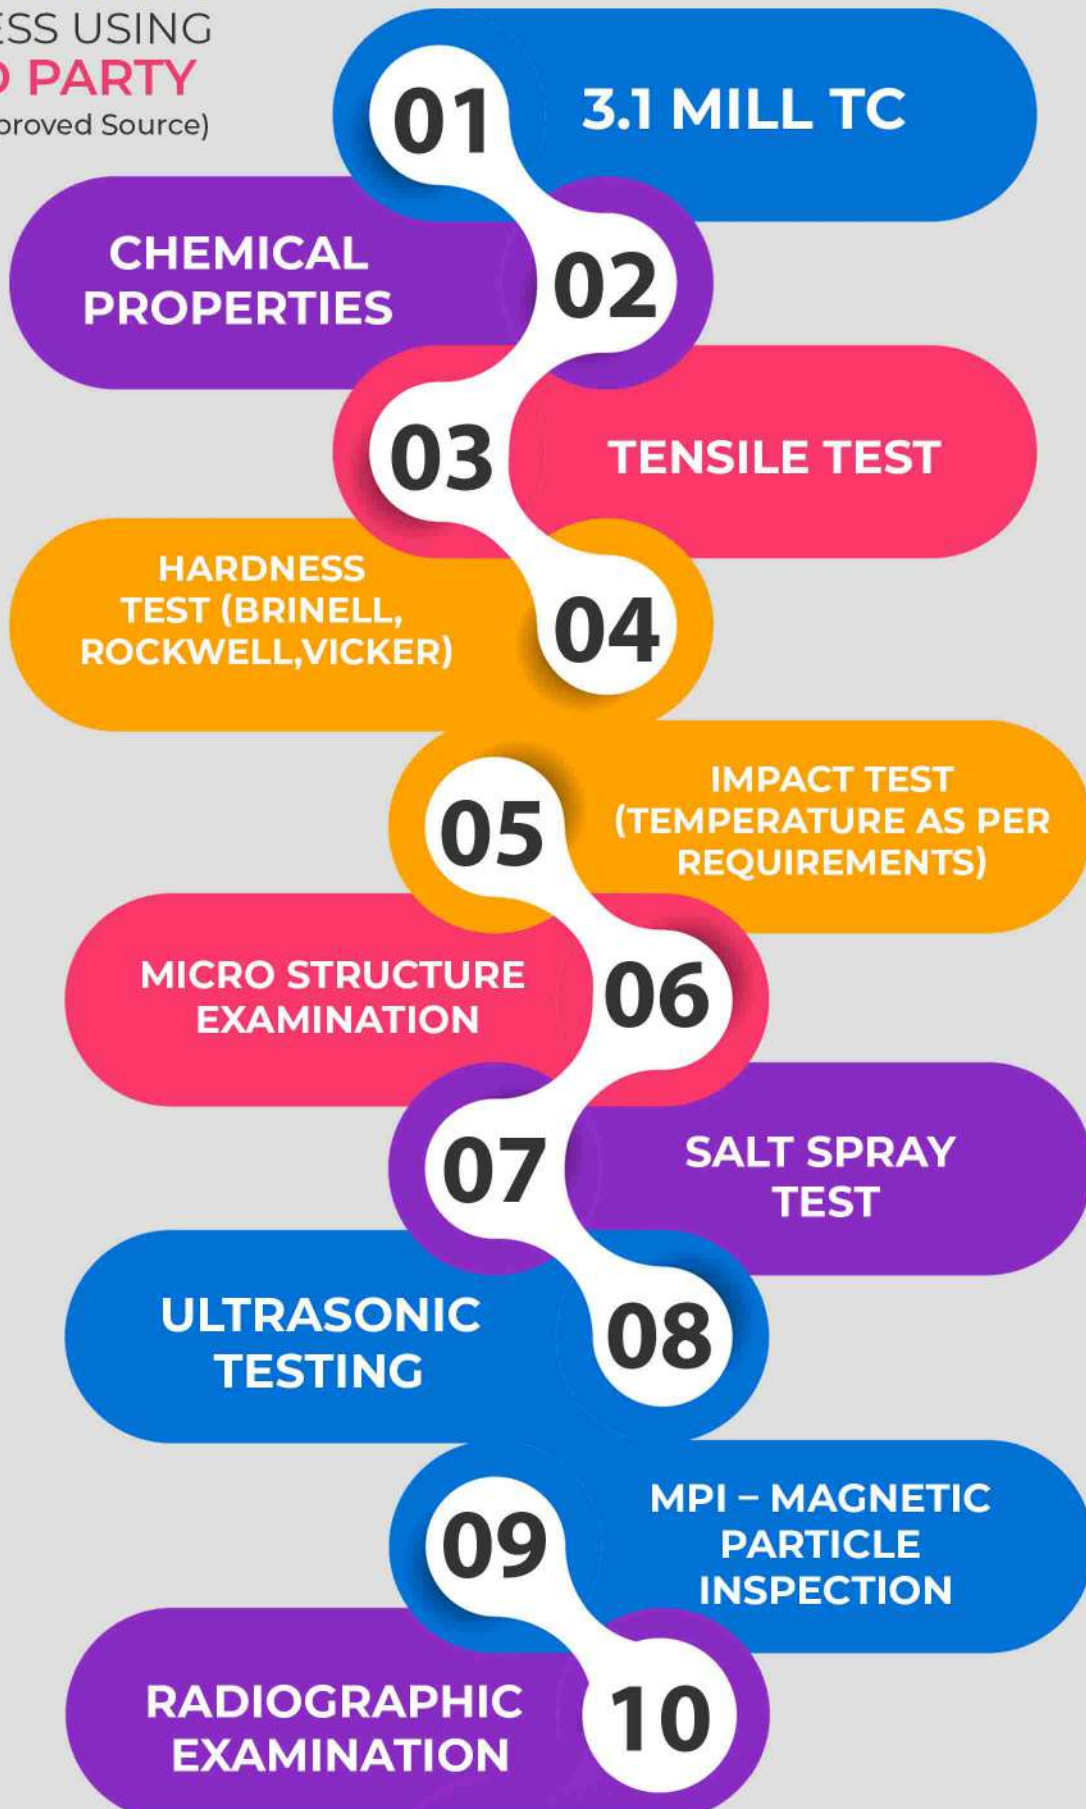 USING
PARTY
Source)
01
3.1 MILL TC
CHEMICAL
PROPERTIES
02
03
TENSILE TEST
HARDNESS
TEST (BRINELL,
ROCKWELL,VICKER)
04
05
IMPACT TEST
(TEMPERATURE AS PER
REQUIREMENTS)
MICRO STRUCTURE
EXAMINATION
06
07
SALT SPRAY
TEST
ULTRASONIC
TESTING
08
09
MPI – MAGNETIC
PARTICLE
INSPECTION
RADIOGRAPHIC
EXAMINATION
10